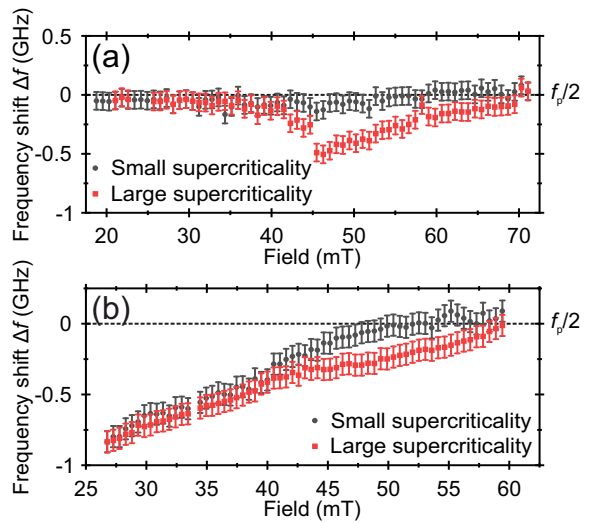 (a)
Frequency shift Δf (GHz)
0.5
0
-0.5
-1
f_p/2
Small supercriticality
Large supercriticality
20 30 40 50 60 70
Field (mT)
(b)
Frequency shift Δf (GHz)
0
-0.5
-1
f_p/2
Small supercriticality
Large supercriticality
25 30 35 40 45 50 55 60
Field (mT)